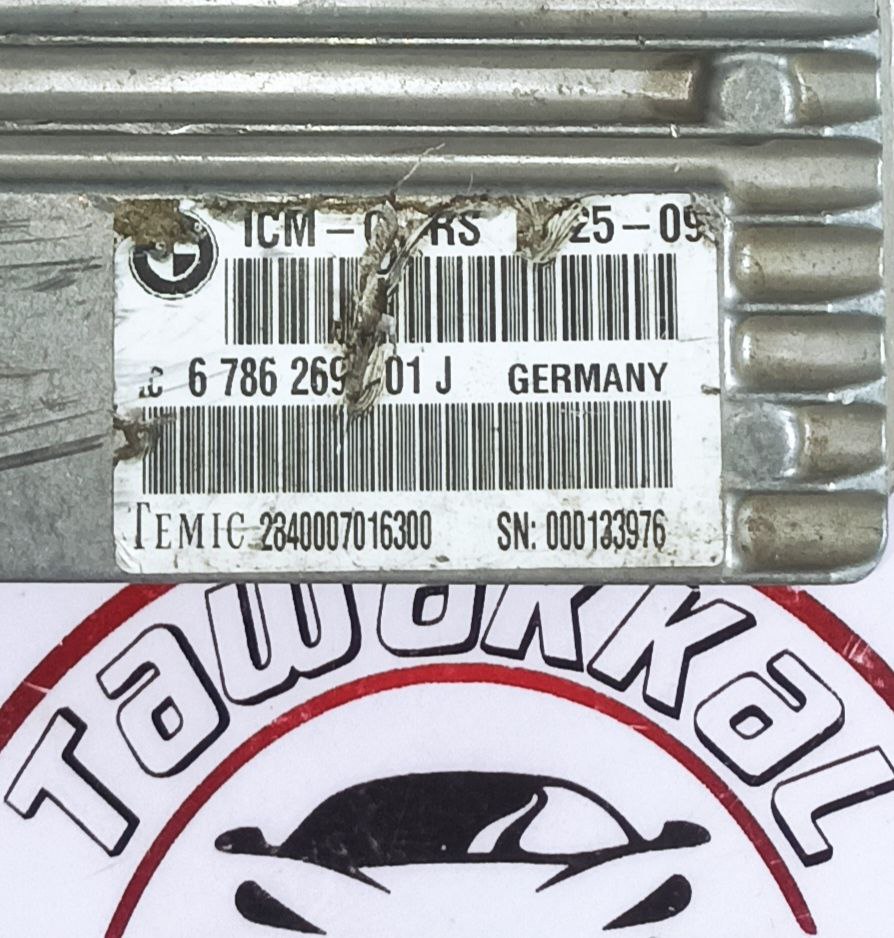 ICM - RS 25-09
6 786 269 01 J GERMANY
TEMIC 2840007016300 SN: 000133976
TAWAKKAL